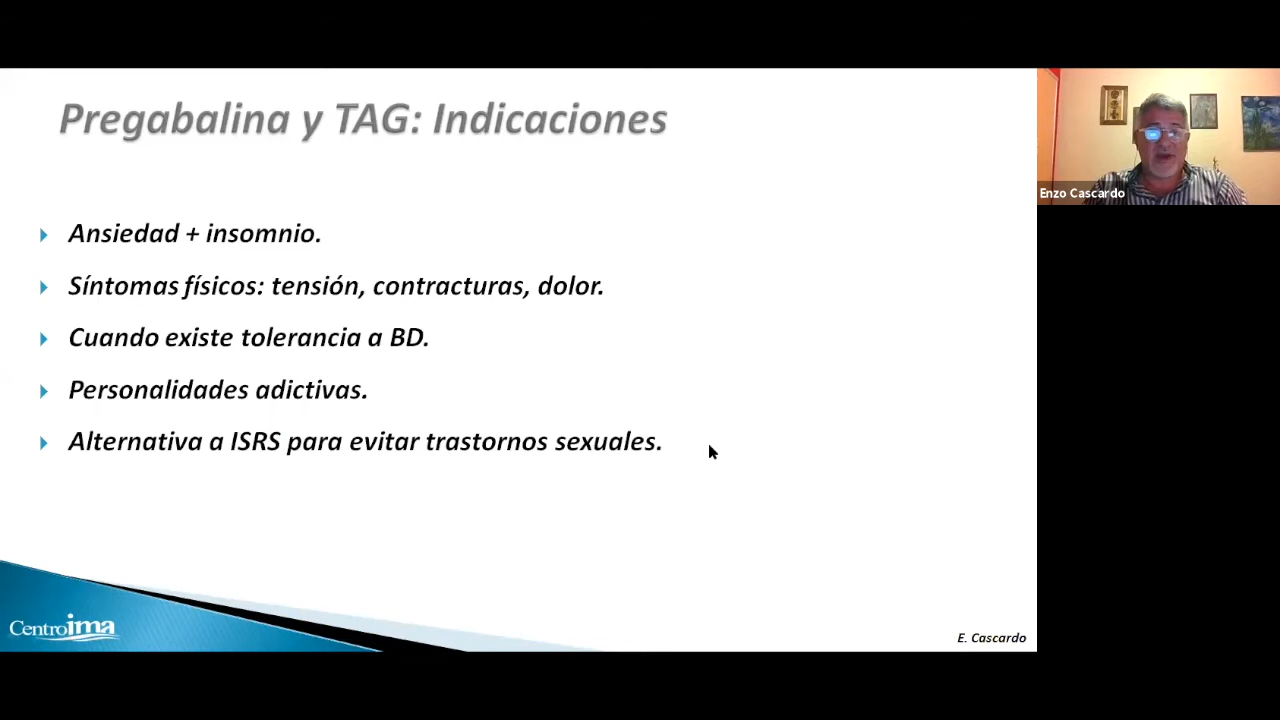 Pregabalina y TAG: Indicaciones
Ansiedad + insomnio.
Síntomas físicos: tensión, contracturas, dolor.
Cuando existe tolerancia a BD.
Personalidades adictivas.
Alternativa a ISRS para evitar trastornos sexuales.
Centroima
E. Cascardo
Enzo Cascardo